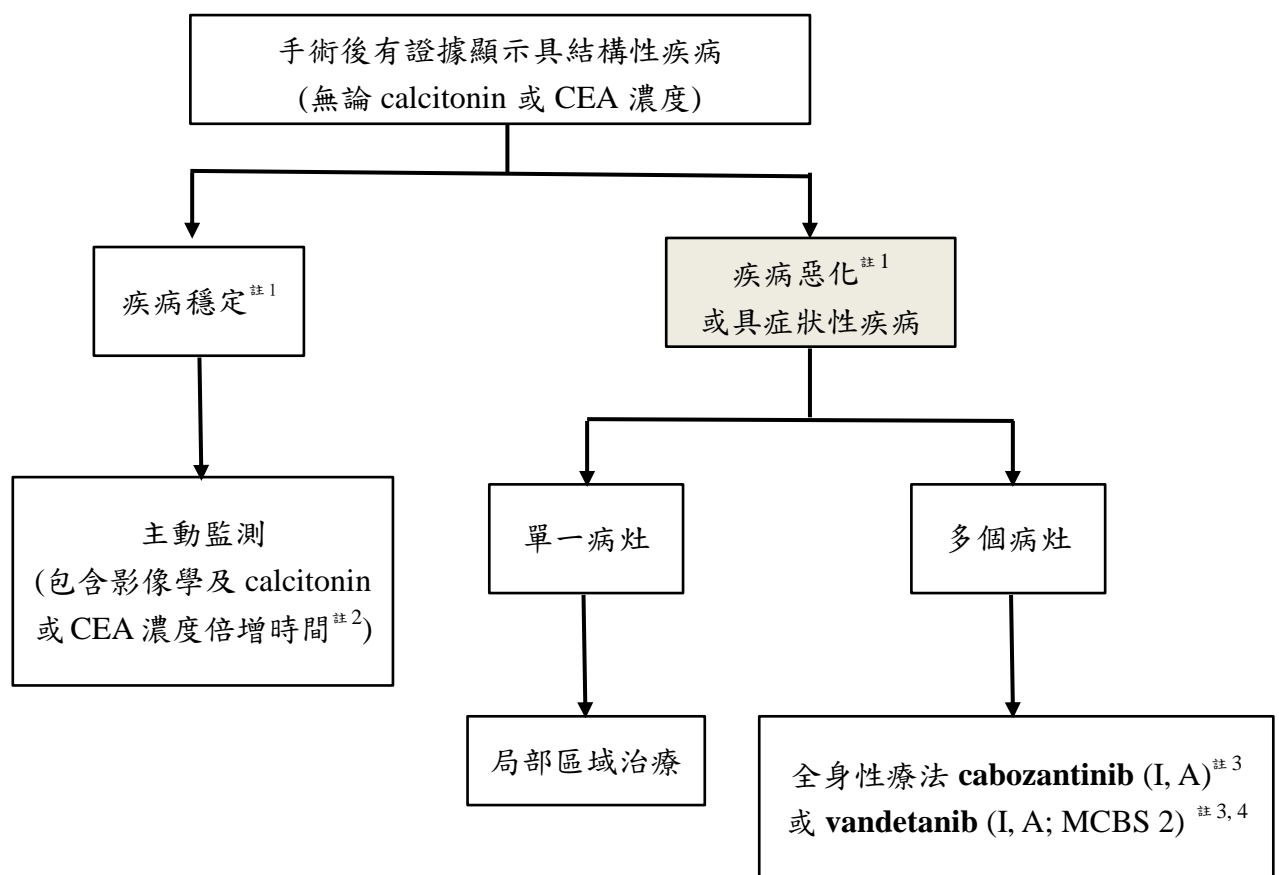 手術後有證據顯示具結構性疾病
(無論 calcitonin 或 CEA 濃度)
疾病穩定註1
疾病惡化註1
或具症狀性疾病
主動監測
(包含影像學及 calcitonin
或 CEA 濃度倍增時間註2)
單一病灶
多個病灶
局部區域治療
全身性療法 cabozantinib (I, A)註3
或 vandetanib (I, A; MCBS 2) 註3, 4